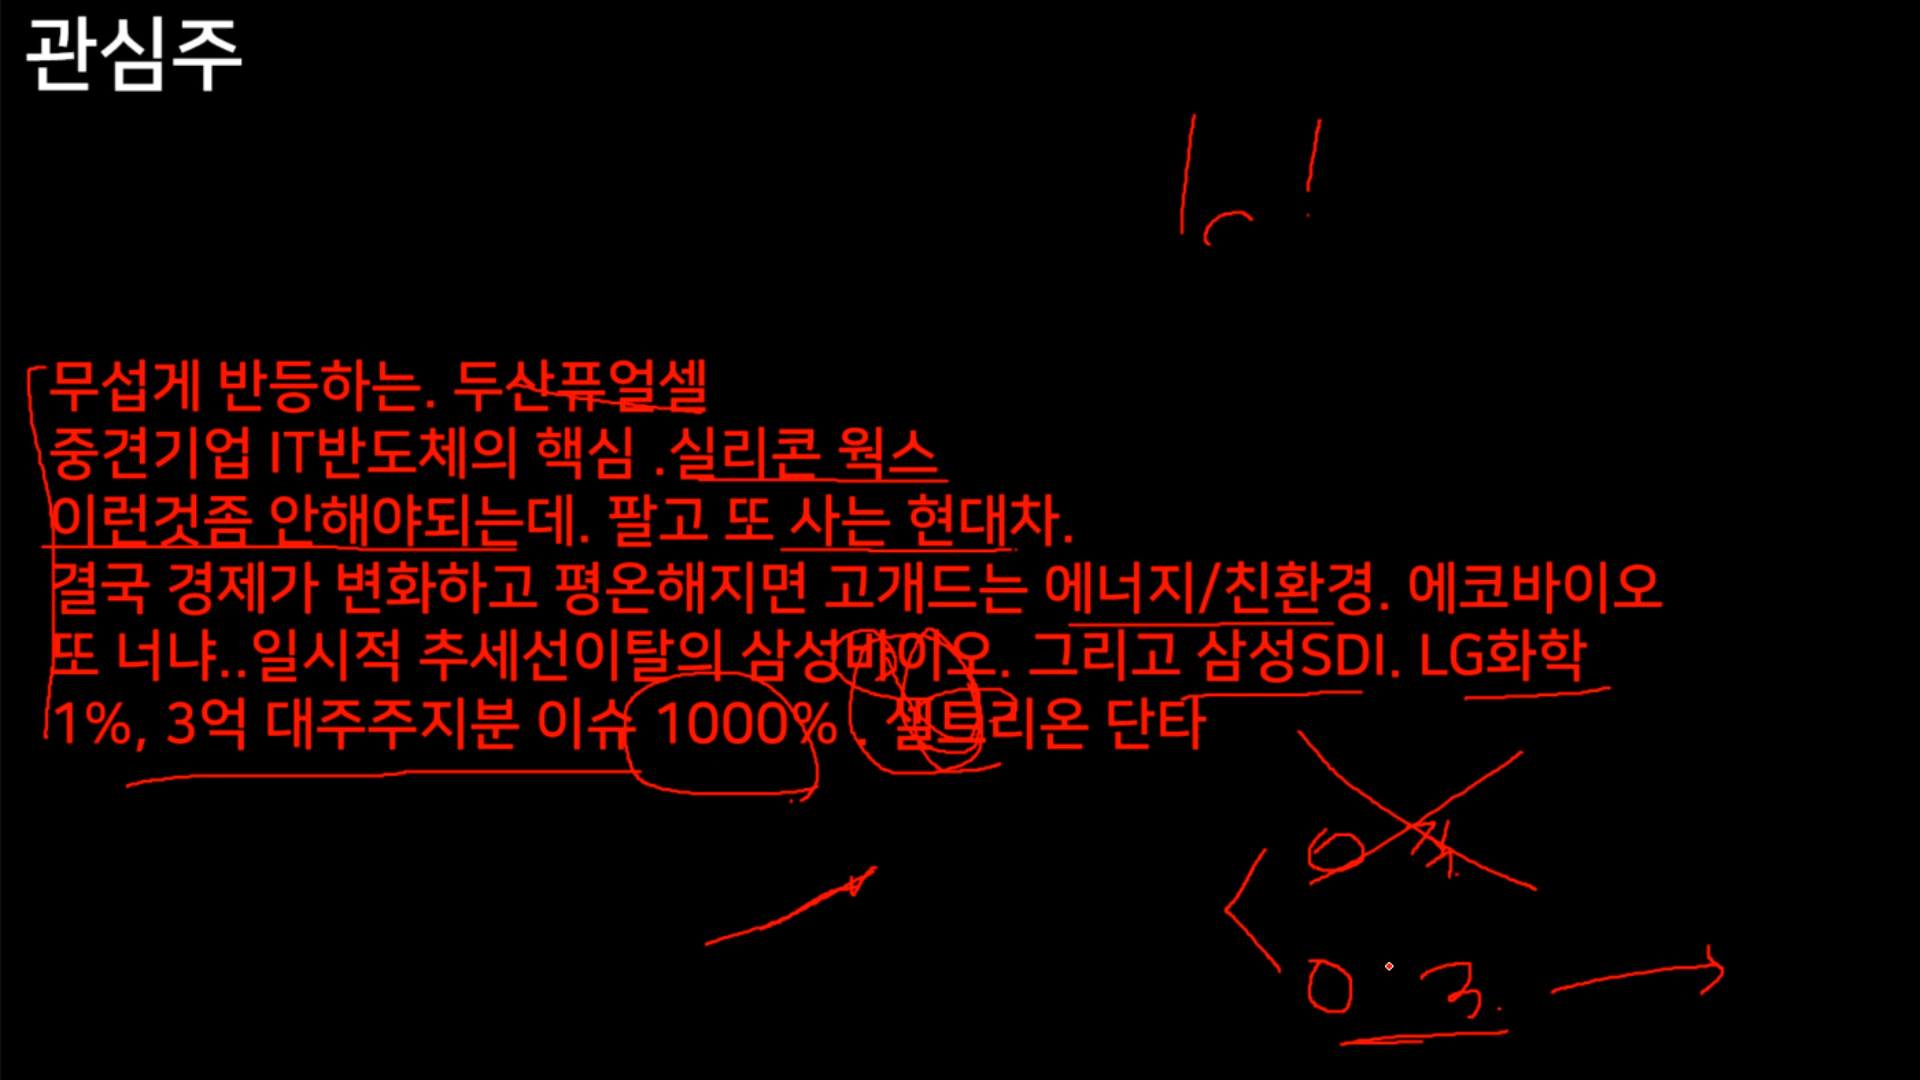 관심주
무섭게 반등하는. 두산퓨얼셀
중견기업 IT반도체의 핵심 .실리콘 웍스
이런것좀 안해야되는데. 팔고 또 사는 현대차.
결국 경제가 변화하고 평온해지면 고개드는 에너지/친환경. 에코바이오
또 너냐..일시적 추세선이탈의 삼성바이오. 그리고 삼성SDI. LG화학
1%, 3억 대주주지분 이슈 1000% . 셀트리온 단타